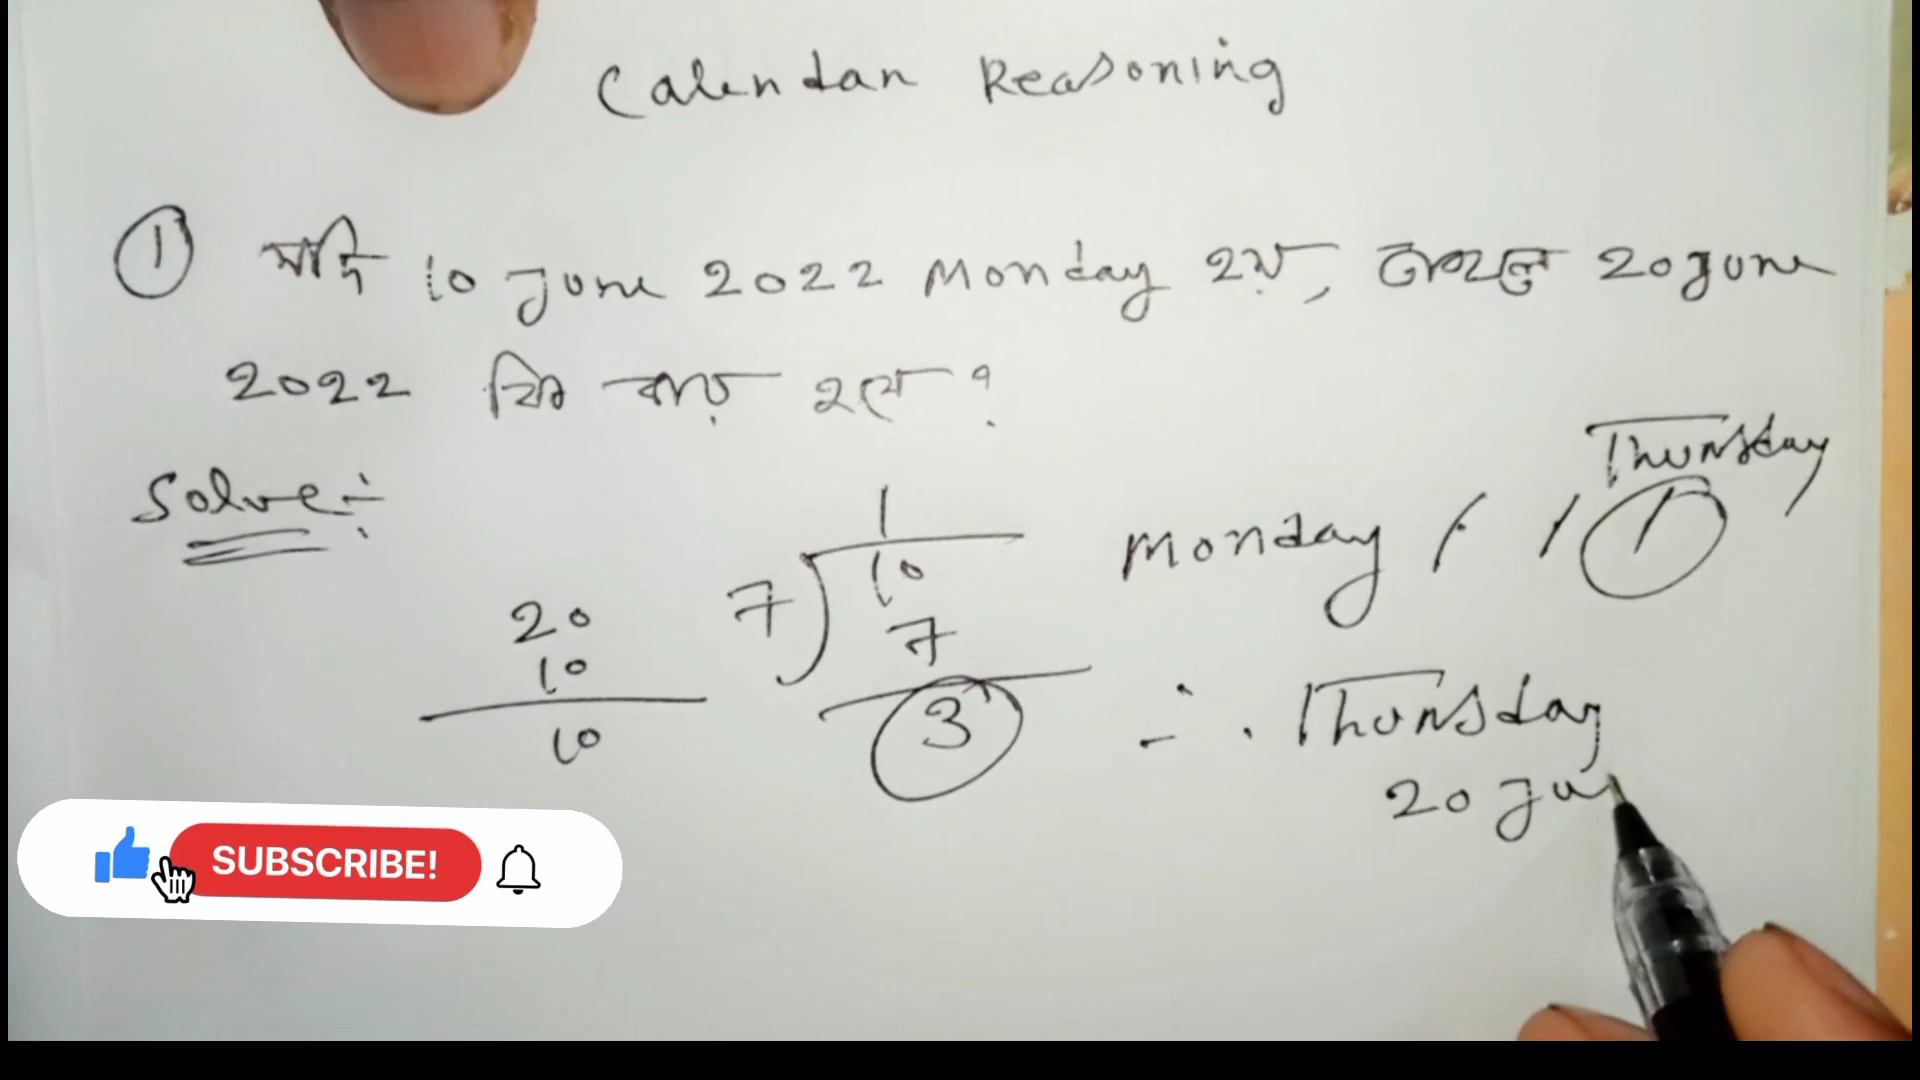 Calendar Reasoning
① যদি 10 June 2022 Monday হয়, তাহলে 20 June
2022 কি বার হবে?
Solve:-
Thursday
1
Monday / / ①
7) 10
20
7
10
3
10
∴ Thursday
20 Jun
SUBSCRIBE!